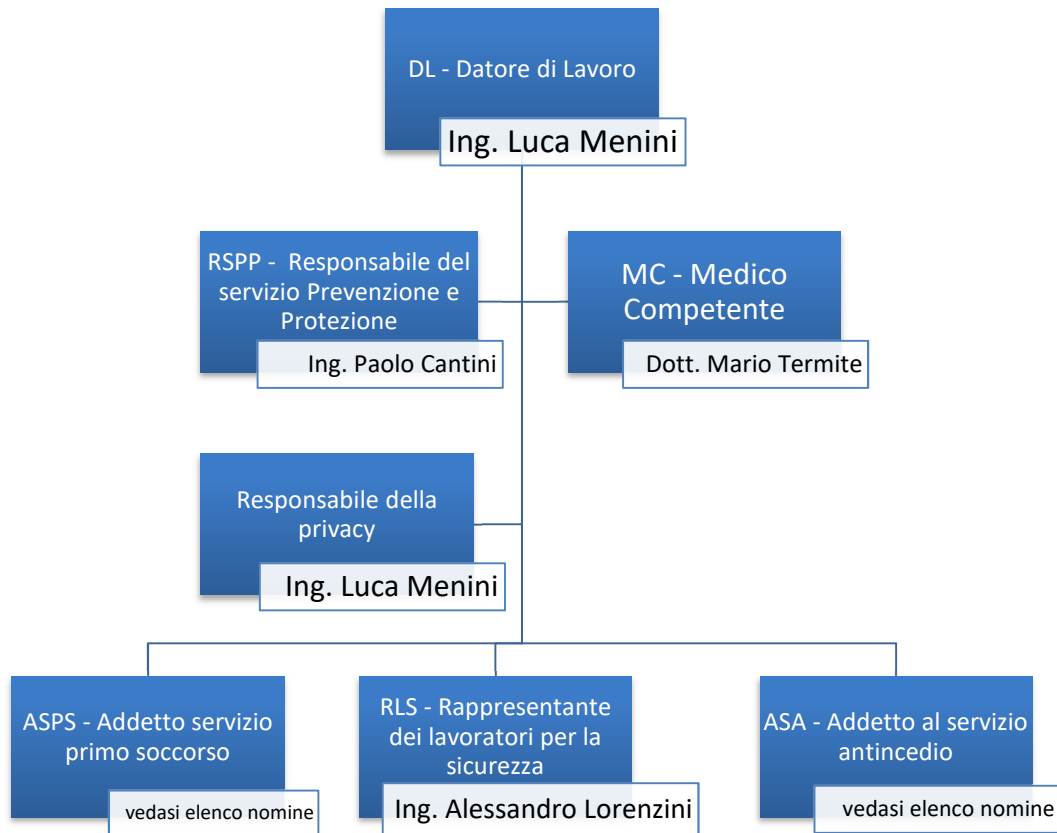 DL - Datore di Lavoro
Ing. Luca Menini
RSPP -  Responsabile del
servizio Prevenzione e
Protezione
Ing. Paolo Cantini
MC - Medico
Competente
Dott. Mario Termite
Responsabile della
privacy
Ing. Luca Menini
ASPS - Addetto servizio
primo soccorso
vedasi elenco nomine
RLS - Rappresentante
dei lavoratori per la
sicurezza
Ing. Alessandro Lorenzini
ASA - Addetto al servizio
antincedio
vedasi elenco nomine